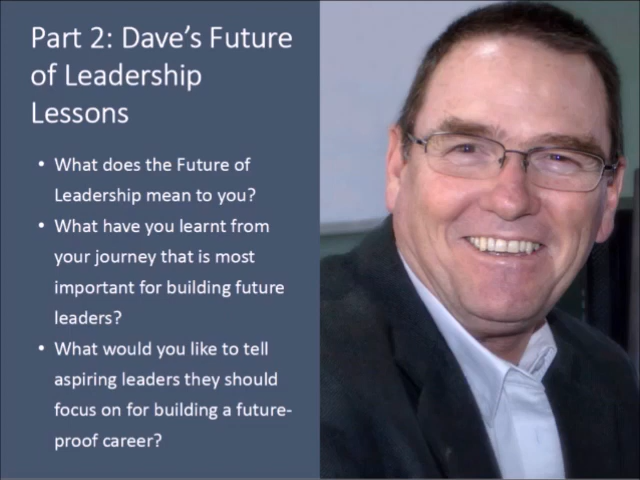 Part 2: Dave’s Future
of Leadership
Lessons
• What does the Future of
Leadership mean to you?
• What have you learnt from
your journey that is most
important for building future
leaders?
• What would you like to tell
aspiring leaders they should
focus on for building a future-
proof career?